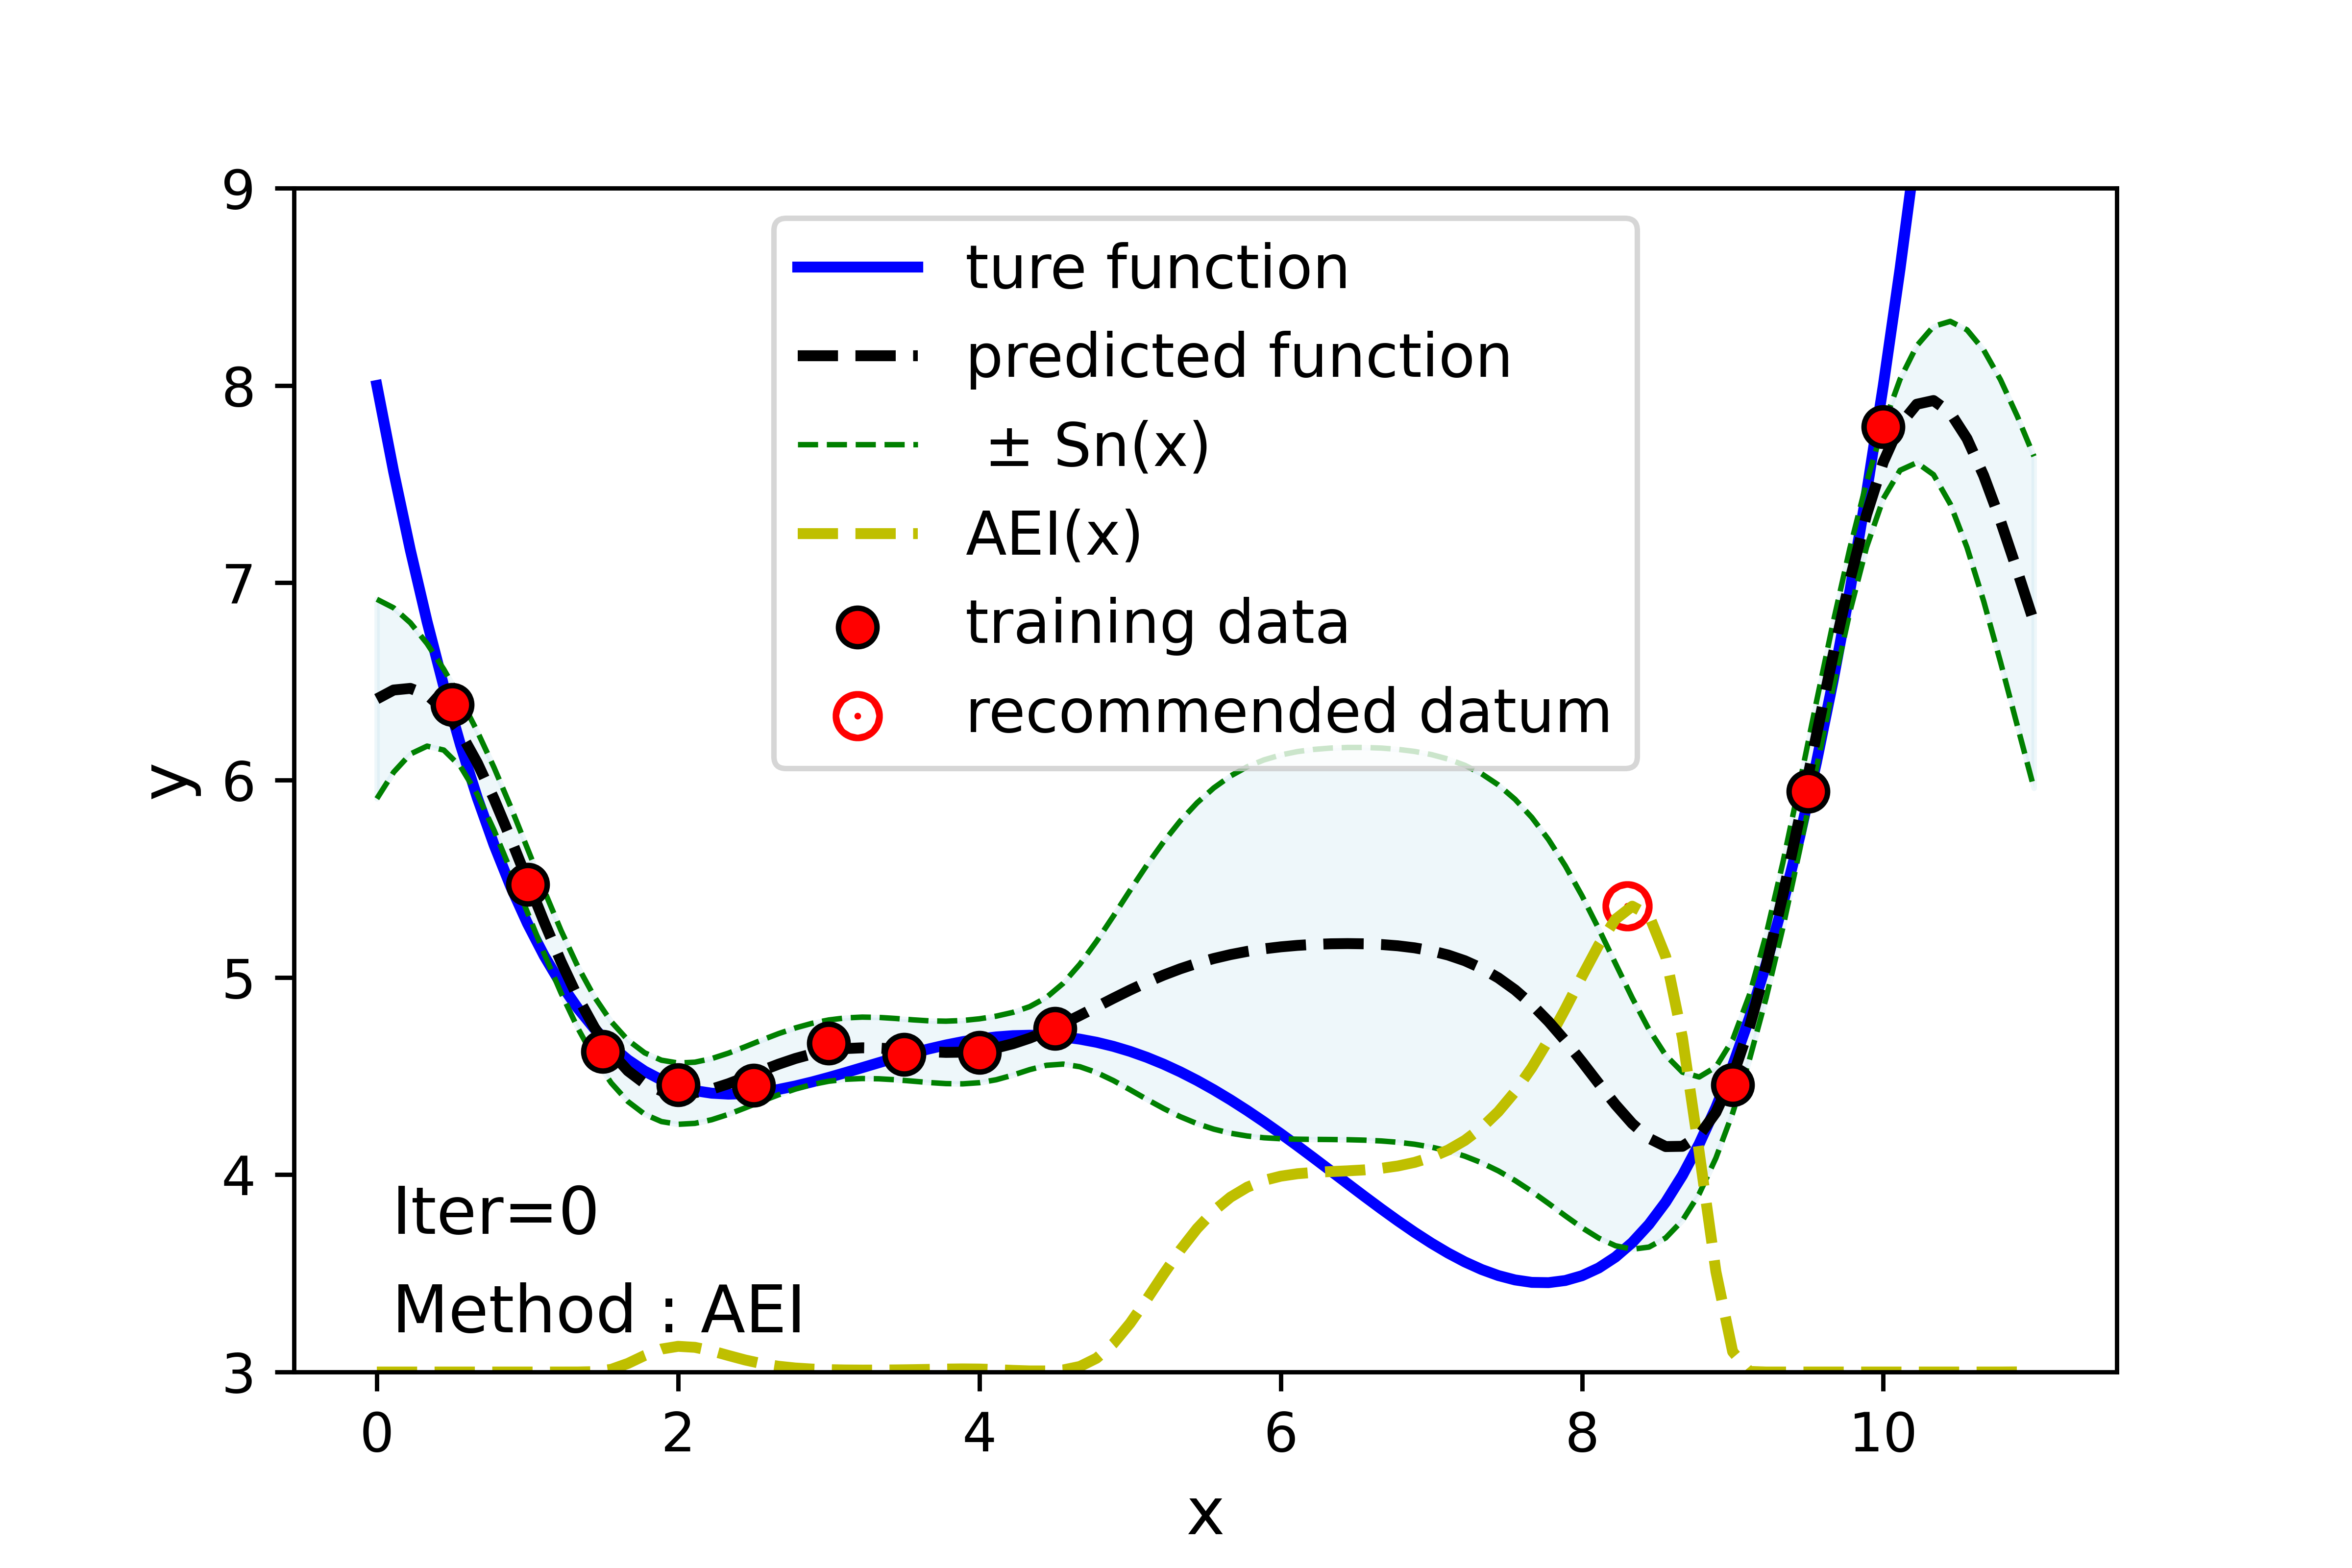 9
8
7
6
5
4
3
y
ture function
predicted function
± Sn(x)
AEI(x)
training data
recommended datum
Iter=0
Method : AEI
0 2 4 6 8 10
x